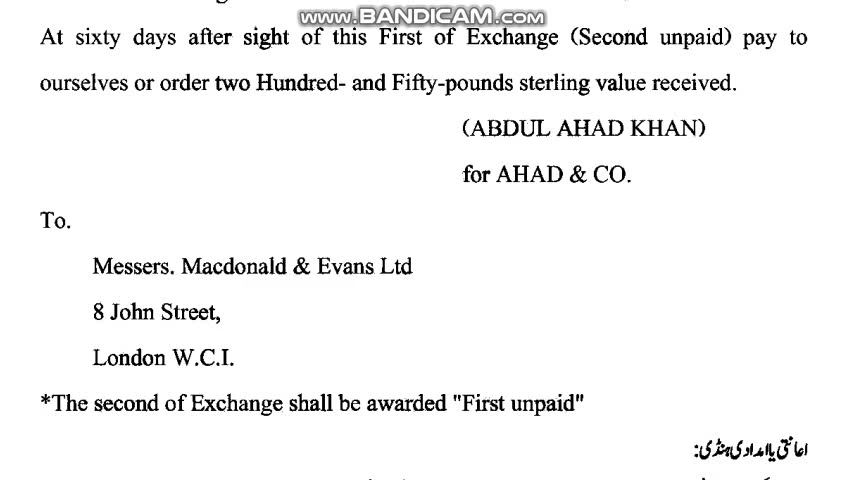 www.BANDICAM.com
At sixty days after sight of this First of Exchange (Second unpaid) pay to
ourselves or order two Hundred- and Fifty-pounds sterling value received.
(ABDUL AHAD KHAN)
for AHAD & CO.
To.
Messers. Macdonald & Evans Ltd
8 John Street,
London W.C.I.
*The second of Exchange shall be awarded "First unpaid"
اعانتی یا امدادی ہنڈی: